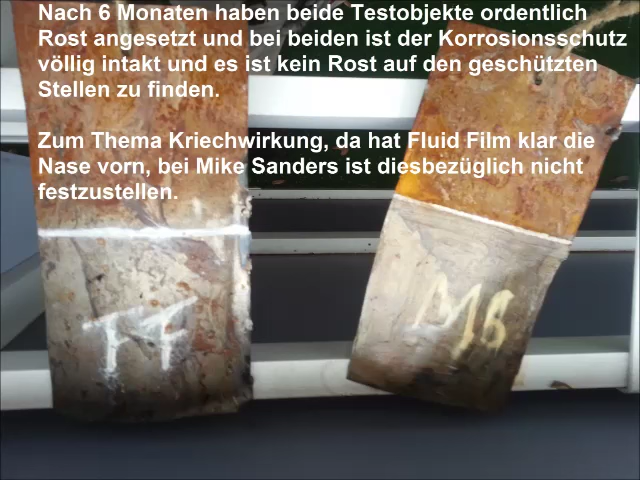 Nach 6 Monaten haben beide Testobjekte ordentlich
Rost angesetzt und bei beiden ist der Korrosionsschutz
völlig intakt und es ist kein Rost auf den geschützten
Stellen zu finden.
Zum Thema Kriechwirkung, da hat Fluid Film klar die
Nase vorn, bei Mike Sanders ist diesbezüglich nicht
festzustellen.
FF
MS